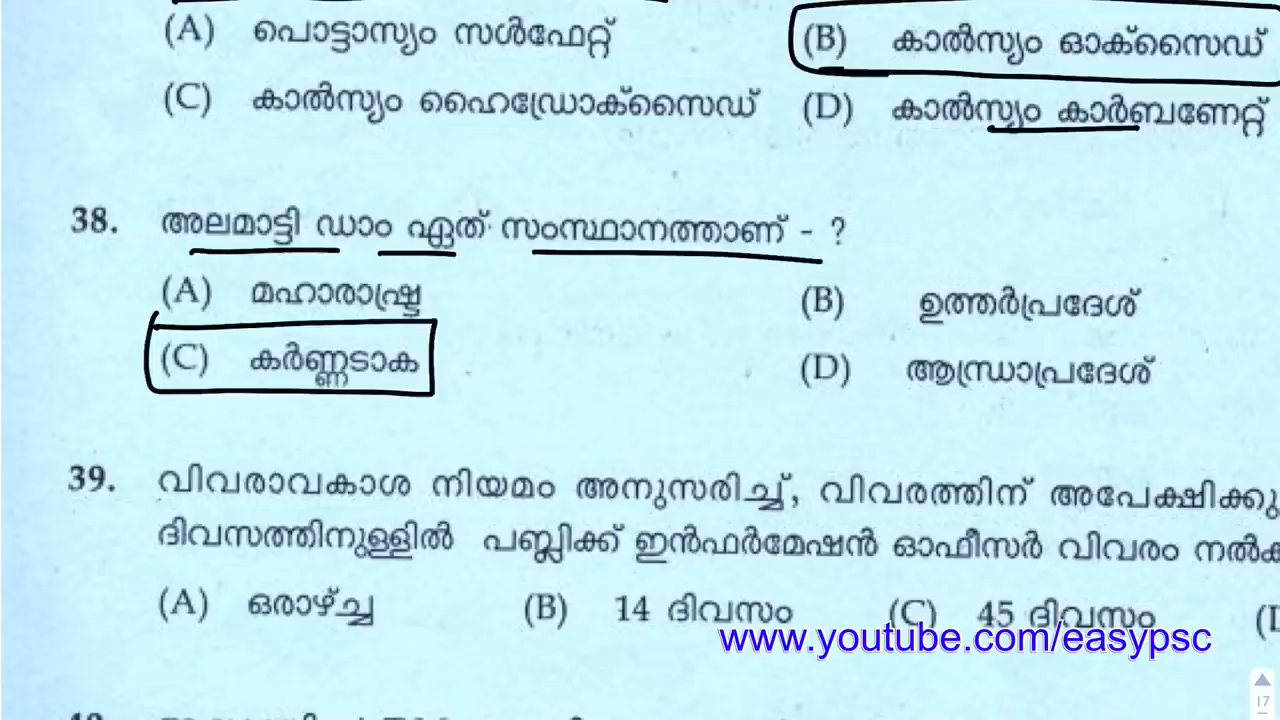 (A) പൊട്ടാസ്യം സൾഫേറ്റ് (B) കാൽസ്യം ഓക്സൈഡ്
(C) കാൽസ്യം ഹൈഡ്രോക്സൈഡ് (D) കാൽസ്യം കാർബണേറ്റ്
38. അലമാട്ടി ഡാം ഏത് സംസ്ഥാനത്താണ് - ?
(A) മഹാരാഷ്ട്ര (B) ഉത്തർപ്രദേശ്
(C) കർണ്ണടാക (D) ആന്ധ്രാപ്രദേശ്
39. വിവരാവകാശ നിയമം അനുസരിച്ച്, വിവരത്തിന് അപേക്ഷിക്കു
ദിവസത്തിനുള്ളിൽ പബ്ലിക്ക് ഇൻഫർമേഷൻ ഓഫീസർ വിവരം നൽക
(A) ഒരാഴ്ച്ച (B) 14 ദിവസം (C) 45 ദിവസം
www.youtube.com/easypsc
17